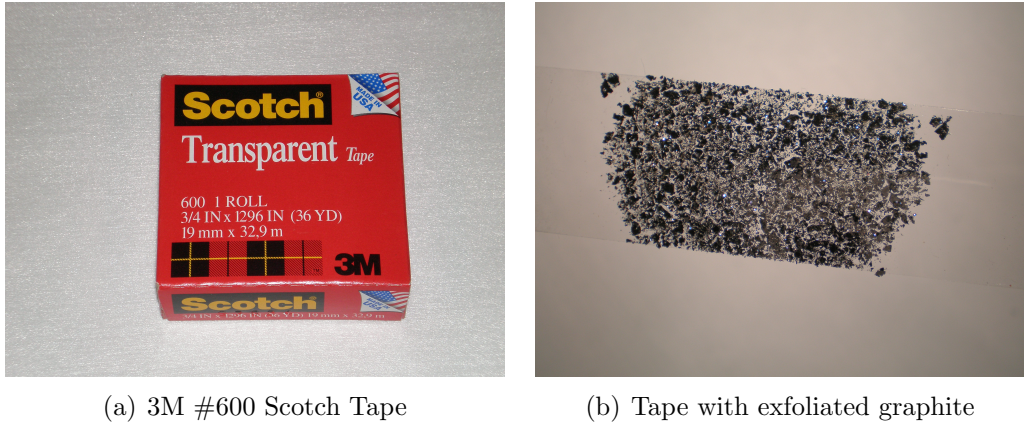 Scotch®
MADE IN
USA
Transparent Tape
600 1 ROLL
3/4 IN x 1296 IN (36 YD)
19 mm x 32,9 m
3M
Scotch
3/4 IN x 1296 IN (36 YD) 19 mm x 32,9 m
(a) 3M #600 Scotch Tape
(b) Tape with exfoliated graphite